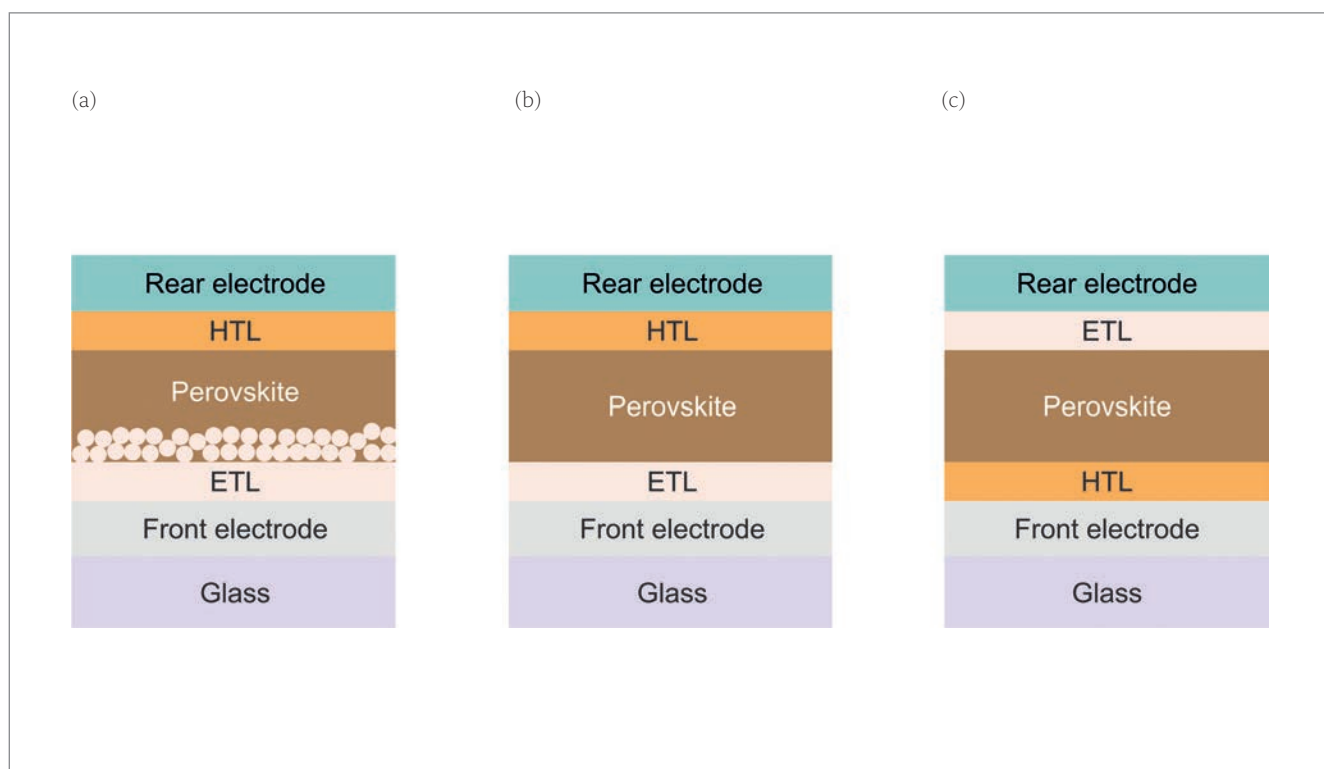 (a)
Rear electrode
HTL
Perovskite
ETL
Front electrode
Glass
(b)
Rear electrode
HTL
Perovskite
ETL
Front electrode
Glass
(c)
Rear electrode
ETL
Perovskite
HTL
Front electrode
Glass